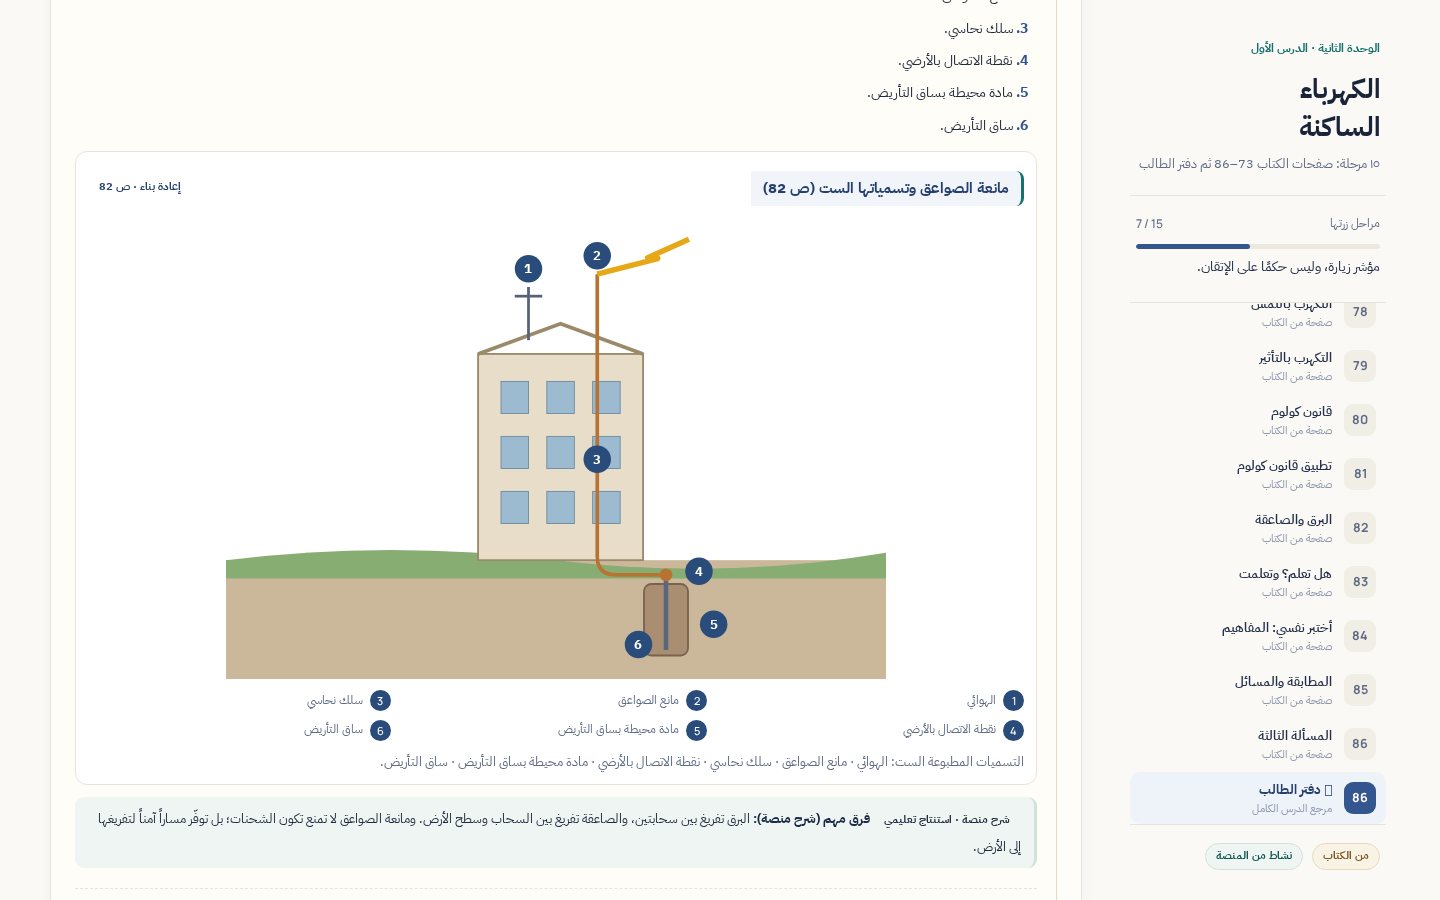 الوحدة الثانية · الدرس الأول
الكهرباء
الساكنة
١٥ مرحلة: صفحات الكتاب 73–86 ثم دفتر الطالب
مراحل زرتها
7 / 15
مؤشر زيارة، وليس حكمًا على الإتقان.
78
التكهرب باللمس
صفحة من الكتاب
79
التكهرب بالتأثير
صفحة من الكتاب
80
قانون كولوم
صفحة من الكتاب
81
تطبيق قانون كولوم
صفحة من الكتاب
82
البرق والصاعقة
صفحة من الكتاب
83
هل تعلم؟ وتعلمت
صفحة من الكتاب
84
أختبر نفسي: المفاهيم
صفحة من الكتاب
85
المطابقة والمسائل
صفحة من الكتاب
86
المسألة الثالثة
صفحة من الكتاب
86
دفتر الطالب
مرجع الدرس الكامل
من الكتاب
نشاط من المنصة
3. سلك نحاسي.
4. نقطة الاتصال بالأرضي.
5. مادة محيطة بساق التأريض.
6. ساق التأريض.
مانعة الصواعق وتسمياتها الست (ص 82)
إعادة بناء · ص 82
1
2
3
4
5
6
1 الهوائي
2 مانع الصواعق
3 سلك نحاسي
4 نقطة الاتصال بالأرضي
5 مادة محيطة بساق التأريض
6 ساق التأريض
التسميات المطبوعة الست: الهوائي · مانع الصواعق · سلك نحاسي · نقطة الاتصال بالأرضي · مادة محيطة بساق التأريض · ساق التأريض.
شرح منصة · استنتاج تعليمي فرق مهم (شرح منصة): البرق تفريغ بين سحابتين، والصاعقة تفريغ بين السحاب وسطح الأرض. ومانعة الصواعق لا تمنع تكون الشحنات؛ بل توفّر مساراً آمناً لتفريغها
إلى الأرض.